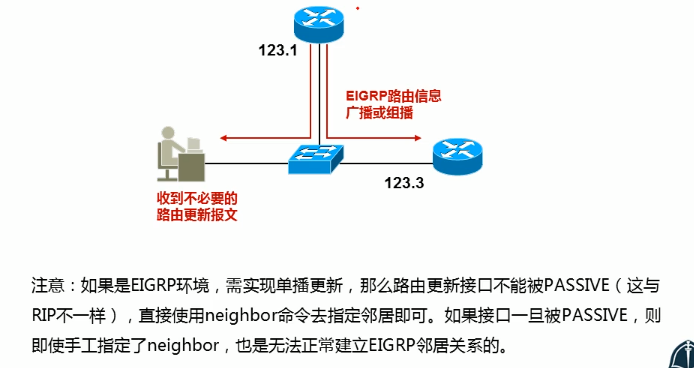 123.1
EIGRP路由信息
广播或组播
123.3
收到不必要的
路由更新报文
注意：如果是EIGRP环境，需实现单播更新，那么路由更新接口不能被PASSIVE（这与
RIP不一样），直接使用neighbor命令去指定邻居即可。如果接口一旦被PASSIVE，则
即使手工指定了neighbor，也是无法正常建立EIGRP邻居关系的。